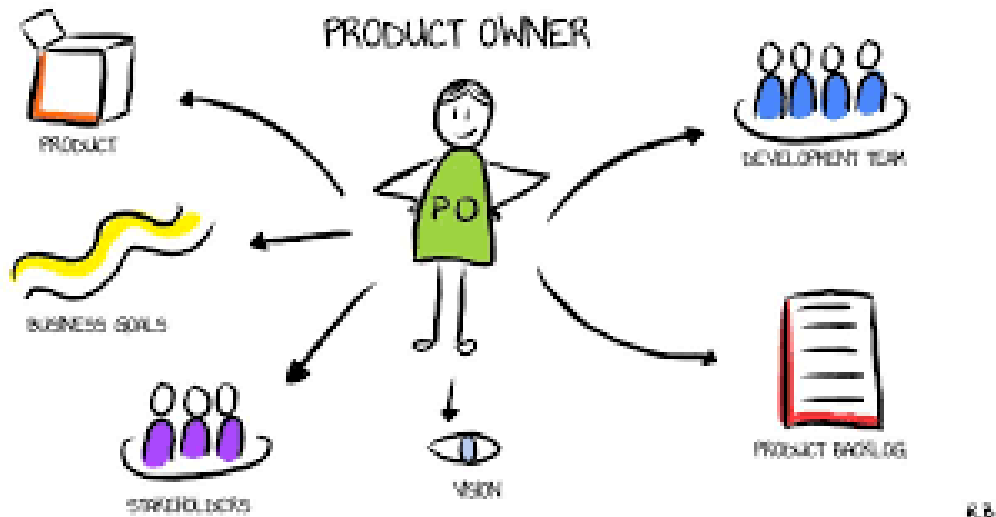 PRODUCT OWNER
PRODUCT
DEVELOPMENT TEAM
PO
BUSINESS GOALS
PRODUCT BACKLOG
VISION
STAKEHOLDERS
R.B